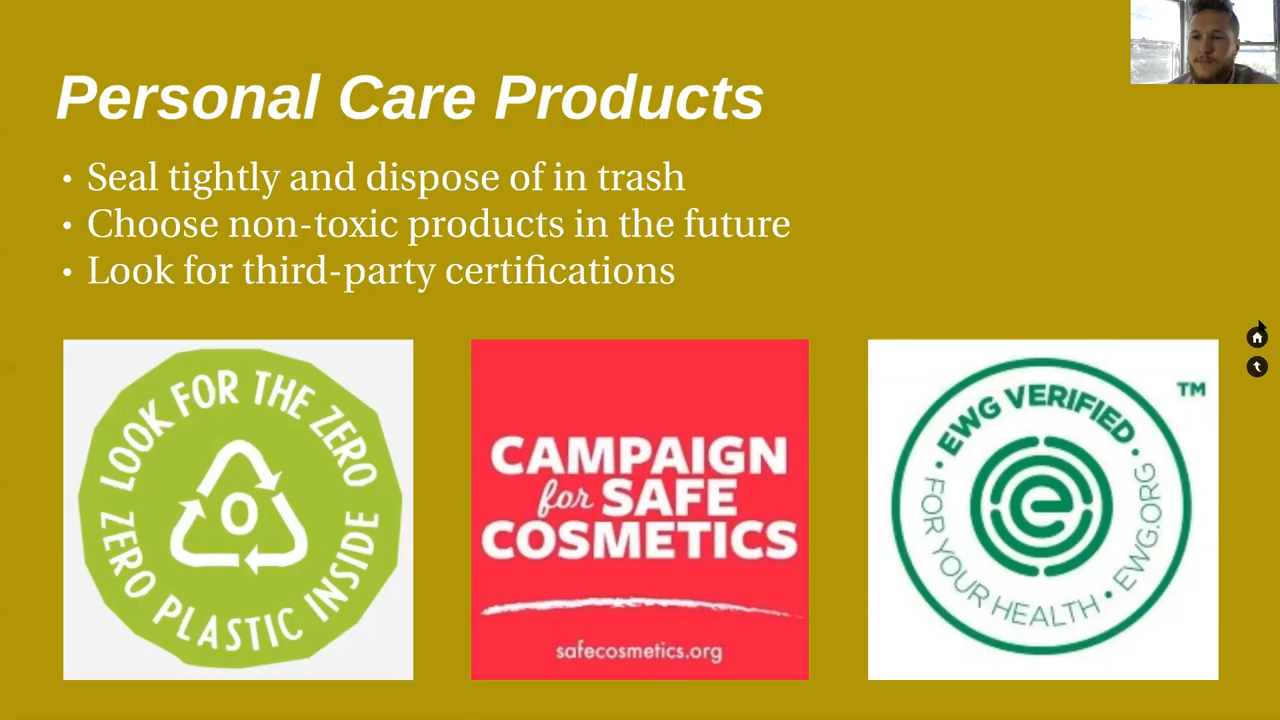 Personal Care Products
• Seal tightly and dispose of in trash
• Choose non-toxic products in the future
• Look for third-party certifications
LOOK FOR THE ZERO
ZERO PLASTIC INSIDE
0
CAMPAIGN
for SAFE
COSMETICS
safecosmetics.org
TM
• EWG VERIFIED •
FOR YOUR HEALTH • EWG.ORG
e